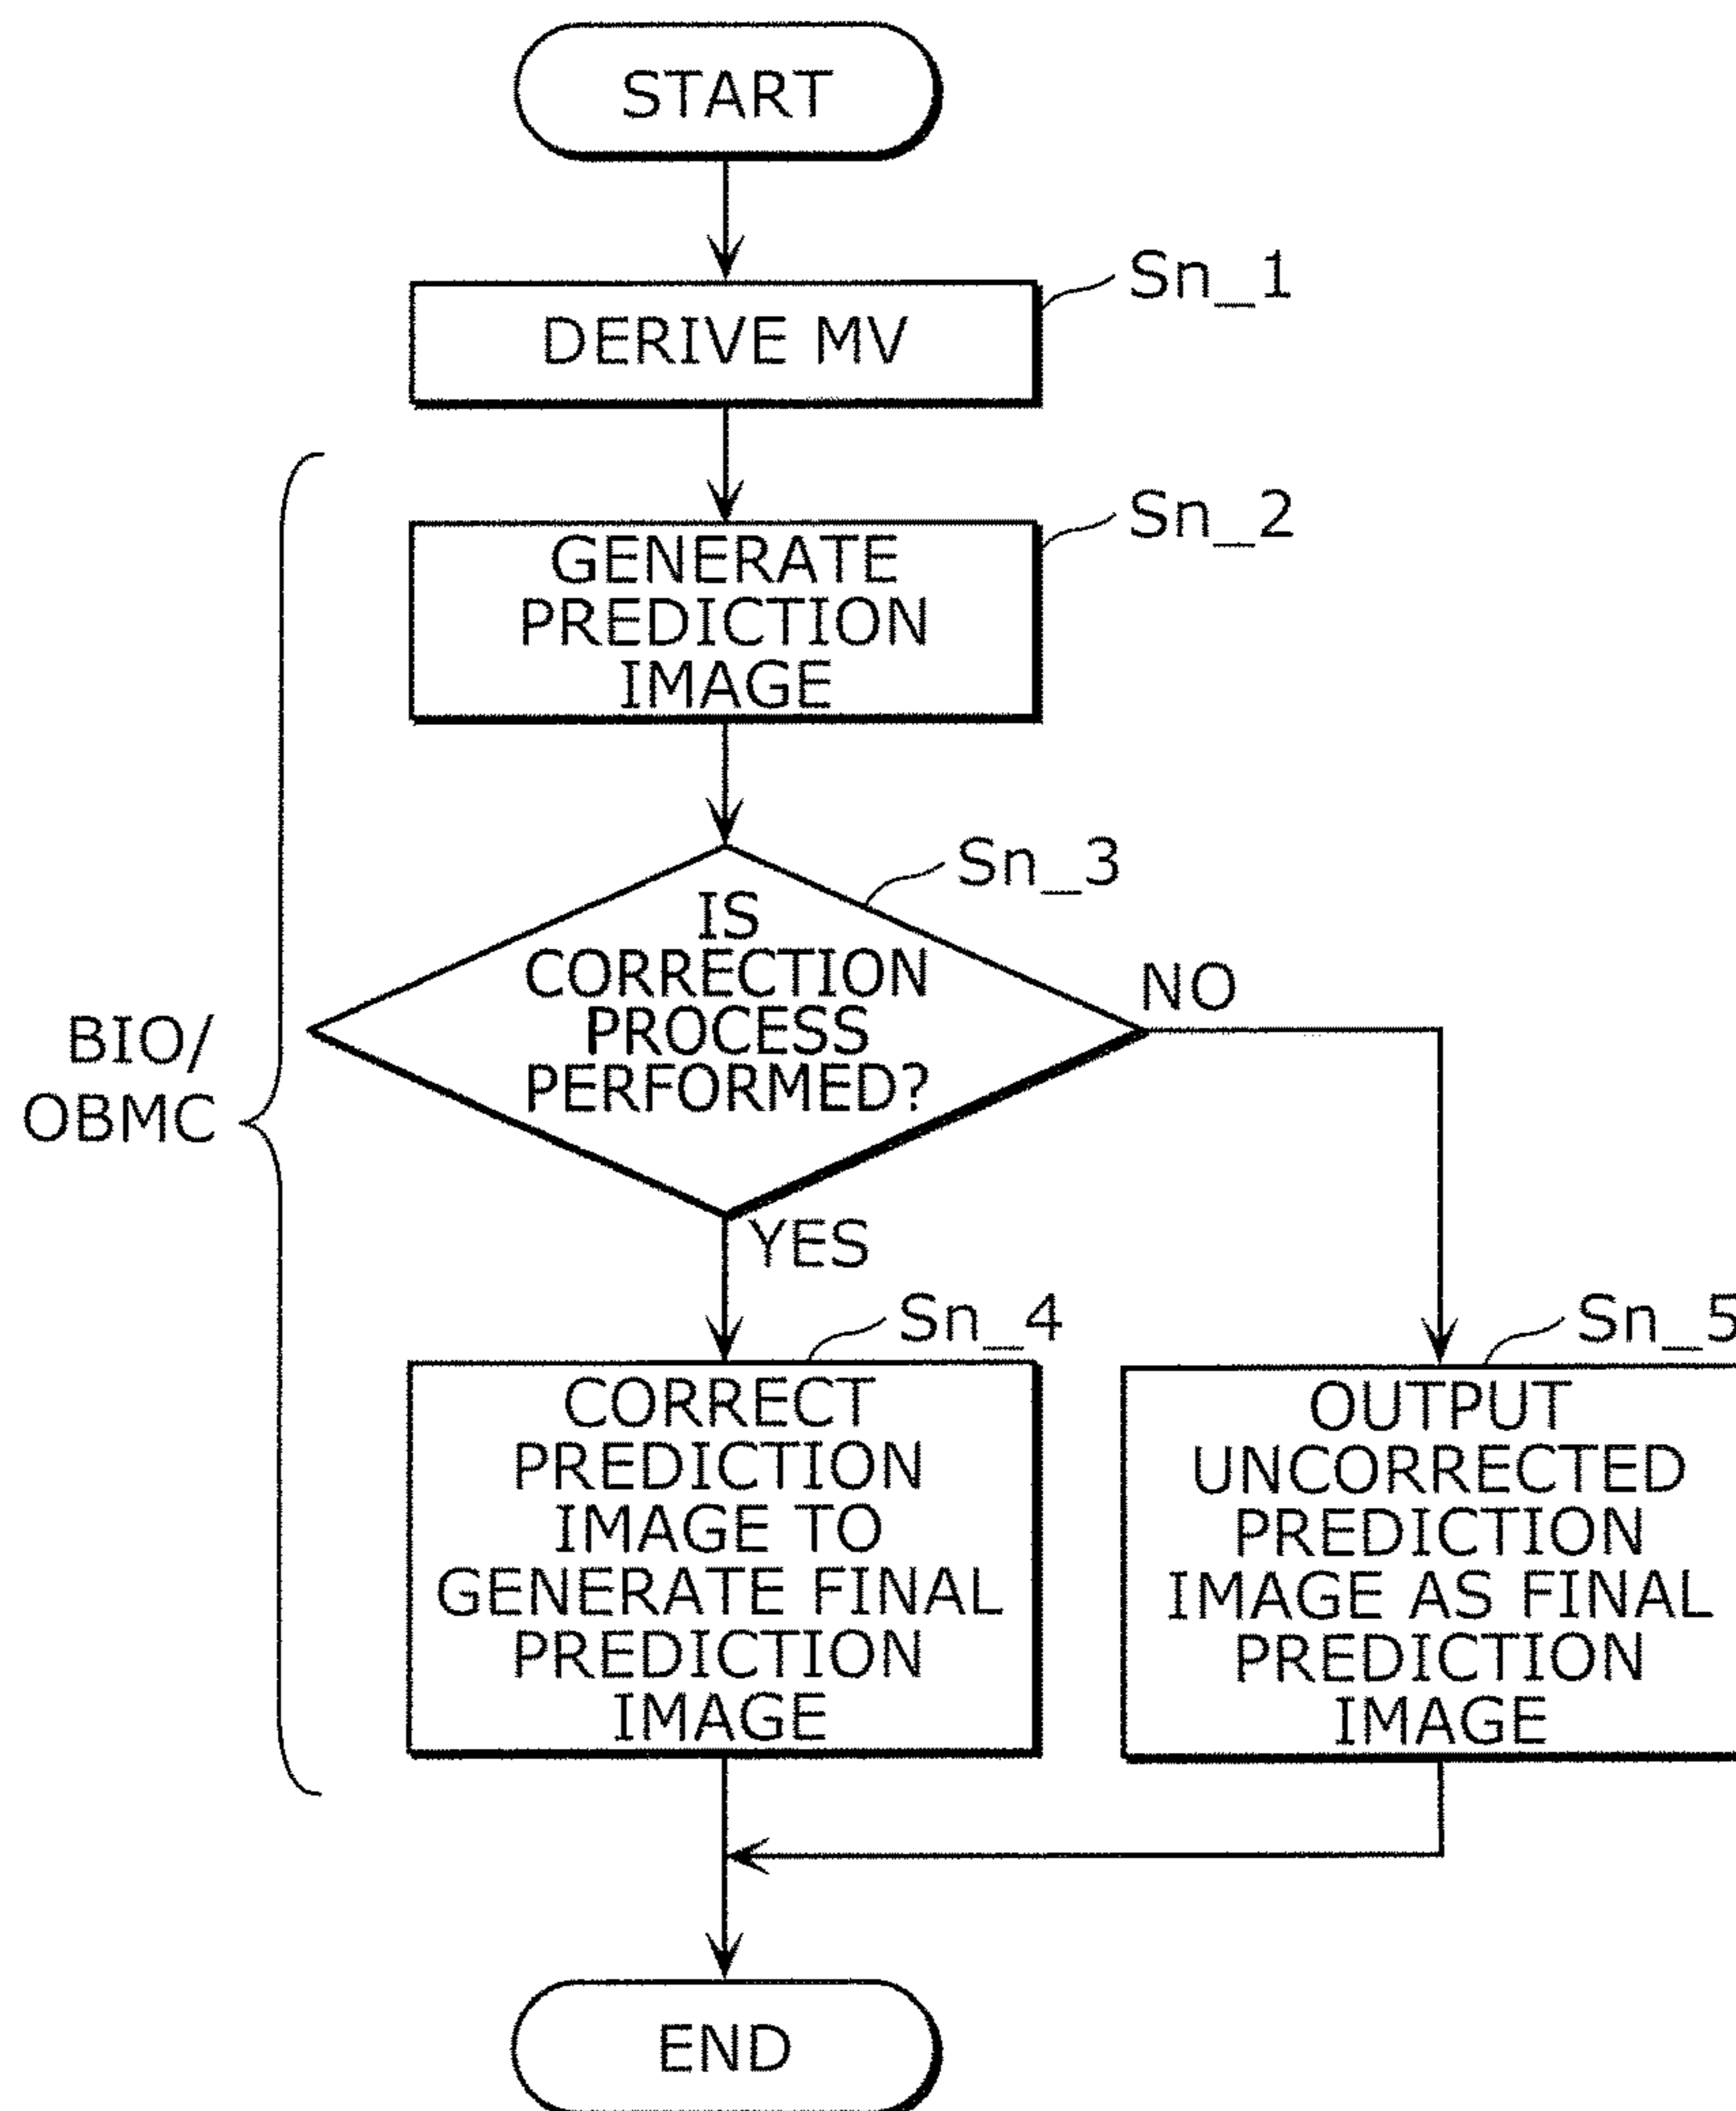 START
Sn_1
DERIVE MV
Sn_2
GENERATE
PREDICTION
IMAGE
Sn_3
IS
CORRECTION
PROCESS
PERFORMED?
NO
BIO/
OBMC
YES
Sn_4
CORRECT
PREDICTION
IMAGE TO
GENERATE FINAL
PREDICTION
IMAGE
Sn_5
OUTPUT
UNCORRECTED
PREDICTION
IMAGE AS FINAL
PREDICTION
IMAGE
END